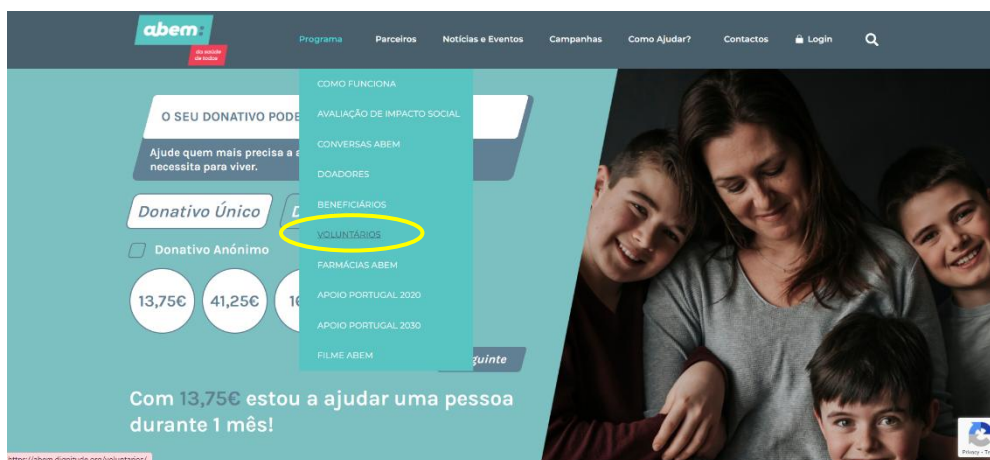 abem:
da saúde
de todos
Programa Parceiros Notícias e Eventos Campanhas Como Ajudar? Contactos Login
COMO FUNCIONA
AVALIAÇÃO DE IMPACTO SOCIAL
CONVERSAS ABEM
DOADORES
BENEFICIÁRIOS
VOLUNTÁRIOS
FARMÁCIAS ABEM
APOIO PORTUGAL 2020
APOIO PORTUGAL 2030
FILME ABEM
O SEU DONATIVO PODE
Ajude quem mais precisa a a
necessita para viver.
Donativo Único D
Donativo Anónimo
13,75€ 41,25€ 16
guinte
Com 13,75€ estou a ajudar uma pessoa
durante 1 mês!
https://abem.dignitude.org/voluntarios/